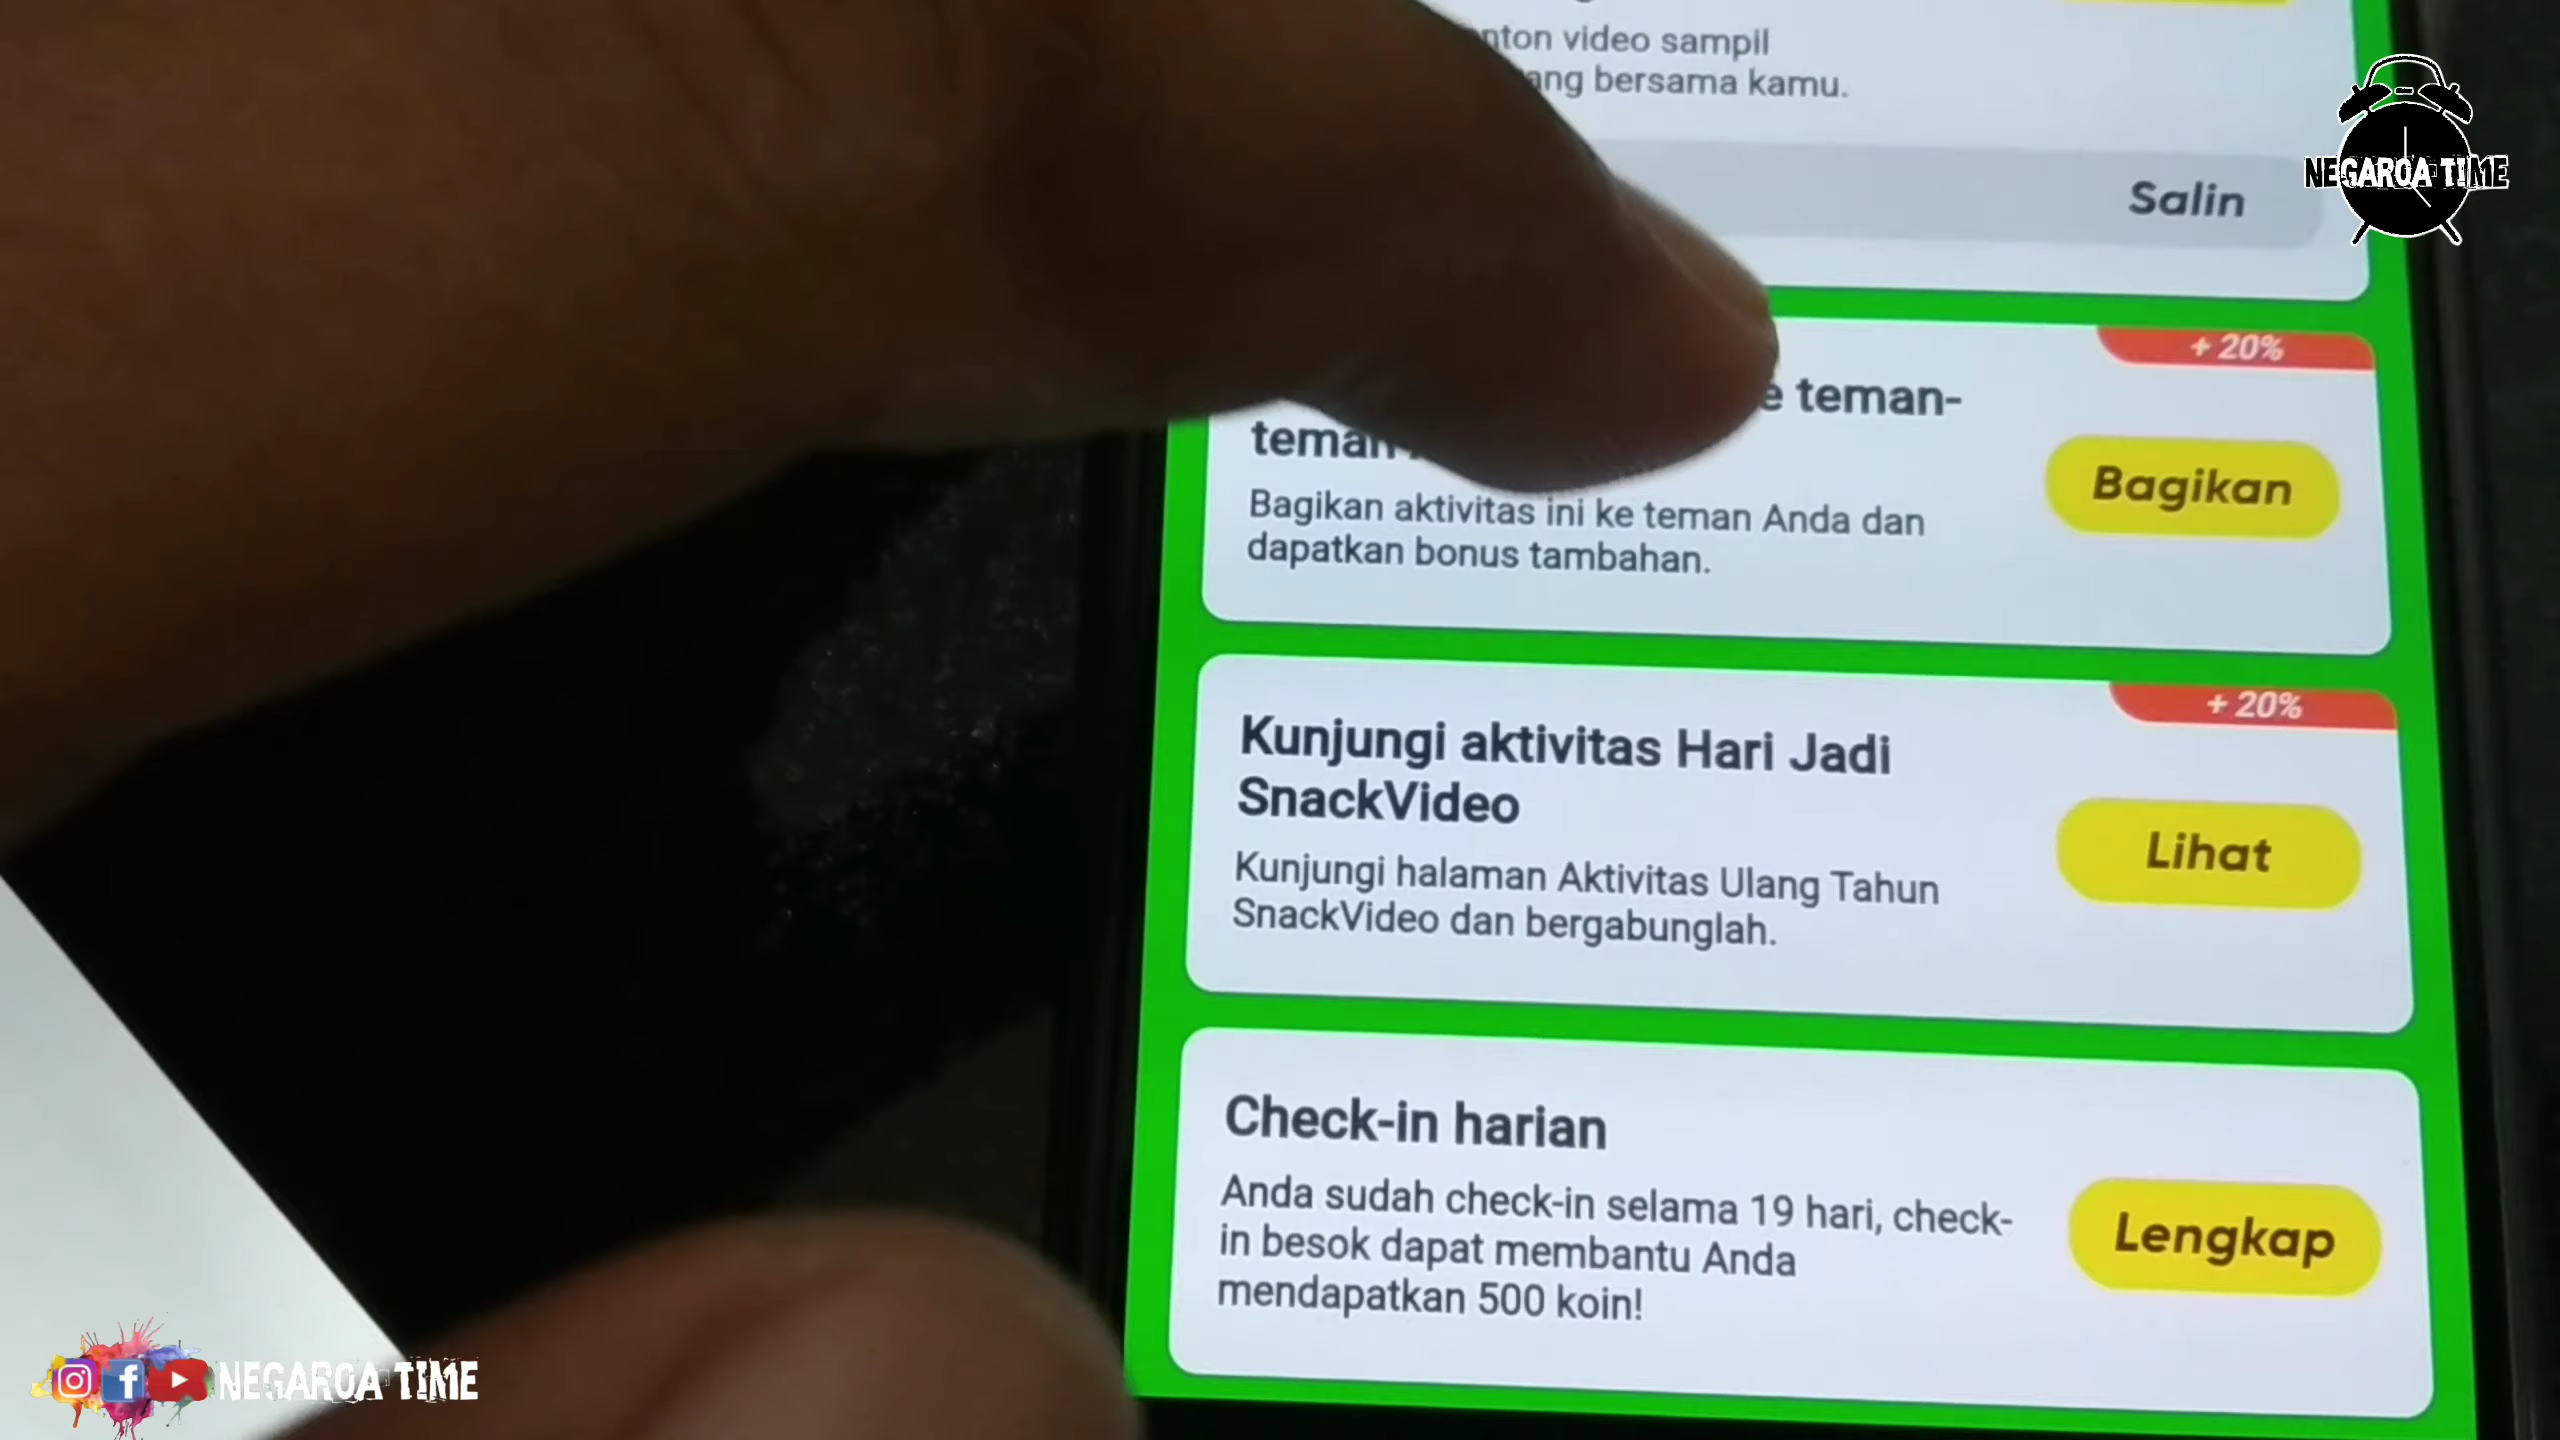 video sampil
bersama kamu.
NEGAROA TIME
Salin
+ 20%
teman-
Bagikan
Bagikan aktivitas ini ke teman Anda dan
dapatkan bonus tambahan.
+ 20%
Kunjungi aktivitas Hari Jadi
SnackVideo
Lihat
Kunjungi halaman Aktivitas Ulang Tahun
SnackVideo dan bergabunglah.
Check-in harian
Anda sudah check-in selama 19 hari, check-
in besok dapat membantu Anda
mendapatkan 500 koin!
Lengkap
NEGAROA TIME